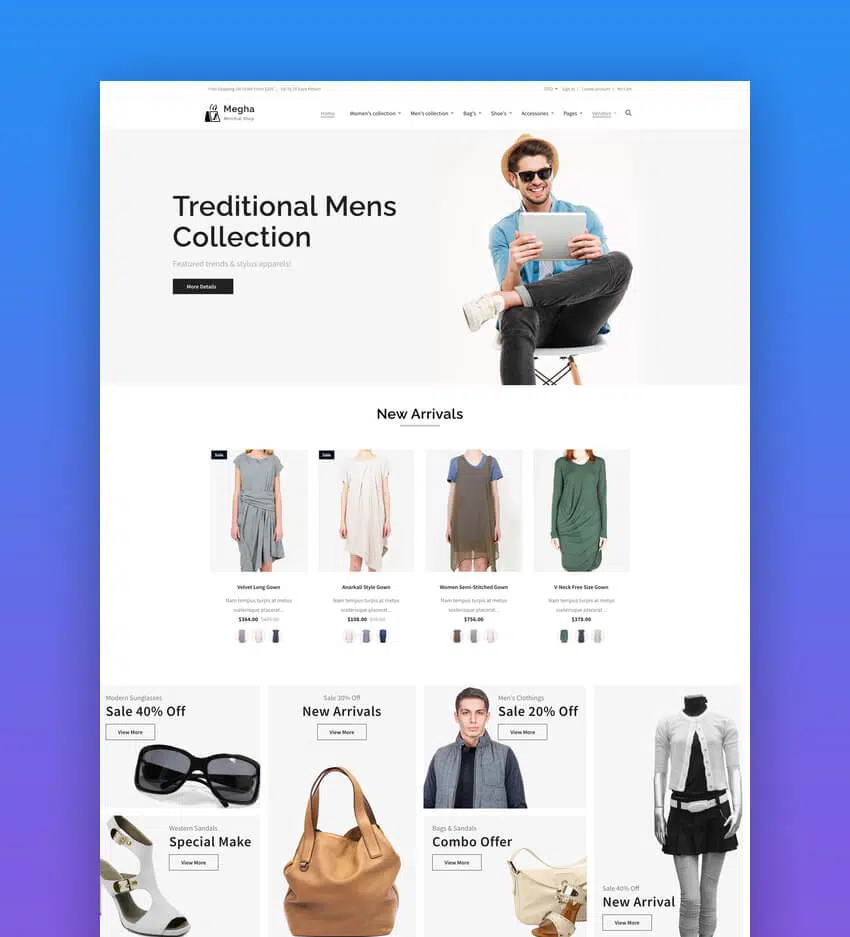 Free Shipping On Order From $229 | Up To 20 Days Return
USD Sign In | Create account | My Cart
Megha
Minimal Shop
Home Women's collection Men's collection Bag's Shoe's Accessories Pages Vendors
Treditional Mens
Collection
Featured trends & stylus apparels!
More Details
New Arrivals
Sale
Sale
Velvet Long Gown
Nam tempus turpis at metus
scelerisque placerat...
$364.00
Anarkali Style Gown
Nam tempus turpis at metus
scelerisque placerat...
$108.00
Women Semi-Stitched Gown
Nam tempus turpis at metus
scelerisque placerat...
$756.00
V-Neck Free Size Gown
Nam tempus turpis at metus
scelerisque placerat...
$378.00
Modern Sunglasses
Sale 40% Off
View More
Sale 30% Off
New Arrivals
View More
Men's Clothings
Sale 20% Off
View More
Western Sandals
Special Make
View More
Bags & Sandals
Combo Offer
View More
Sale 40% Off
New Arrival
View More